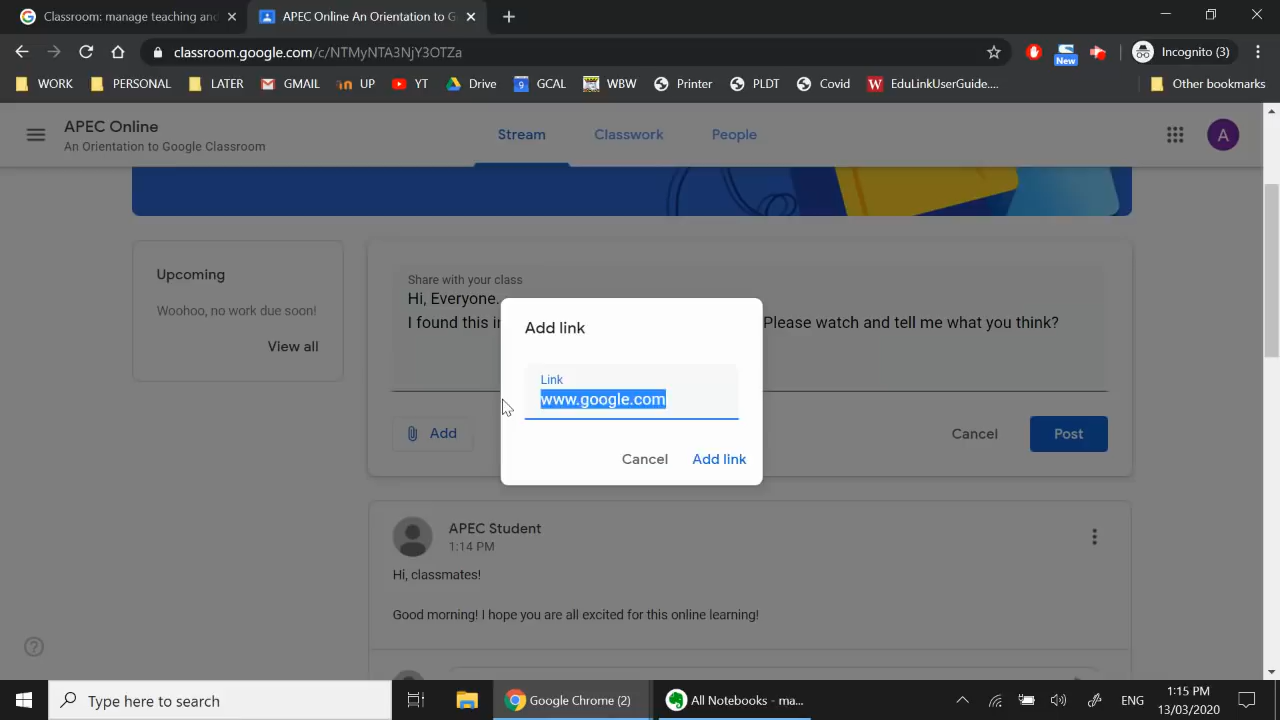 Classroom: manage teaching and
APEC Online An Orientation to G
classroom.google.com/c/NTMyNTA3NjY3OTZa
New
Incognito (3)
WORK
PERSONAL
LATER
GMAIL
UP
YT
Drive
9
GCAL
WBW
Printer
PLDT
Covid
W
EduLinkUserGuide....
Other bookmarks
APEC Online
An Orientation to Google Classroom
Stream
Classwork
People
A
Upcoming
Woohoo, no work due soon!
View all
Share with your class
Hi, Everyone.
I found this in
Please watch and tell me what you think?
Add link
Link
www.google.com
Cancel
Add link
Add
Cancel
Post
APEC Student
1:14 PM
Hi, classmates!
Good morning! I hope you are all excited for this online learning!
Type here to search
Google Chrome (2)
All Notebooks - ma...
ENG
1:15 PM
13/03/2020